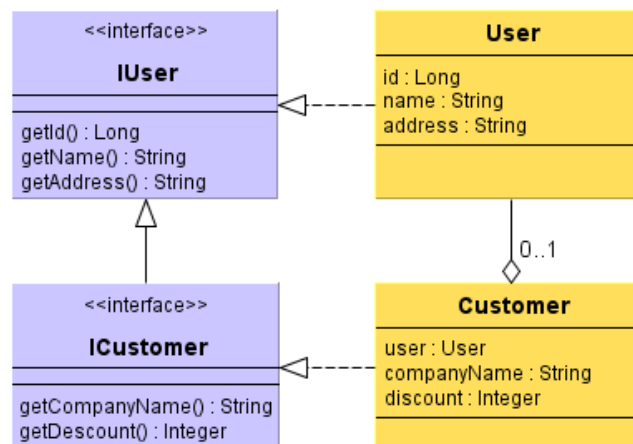 <<interface>>
IUser
getId() : Long
getName() : String
getAddress() : String
User
id : Long
name : String
address : String
0..1
<<interface>>
ICustomer
getCompanyName() : String
getDescount() : Integer
Customer
user : User
companyName : String
discount : Integer